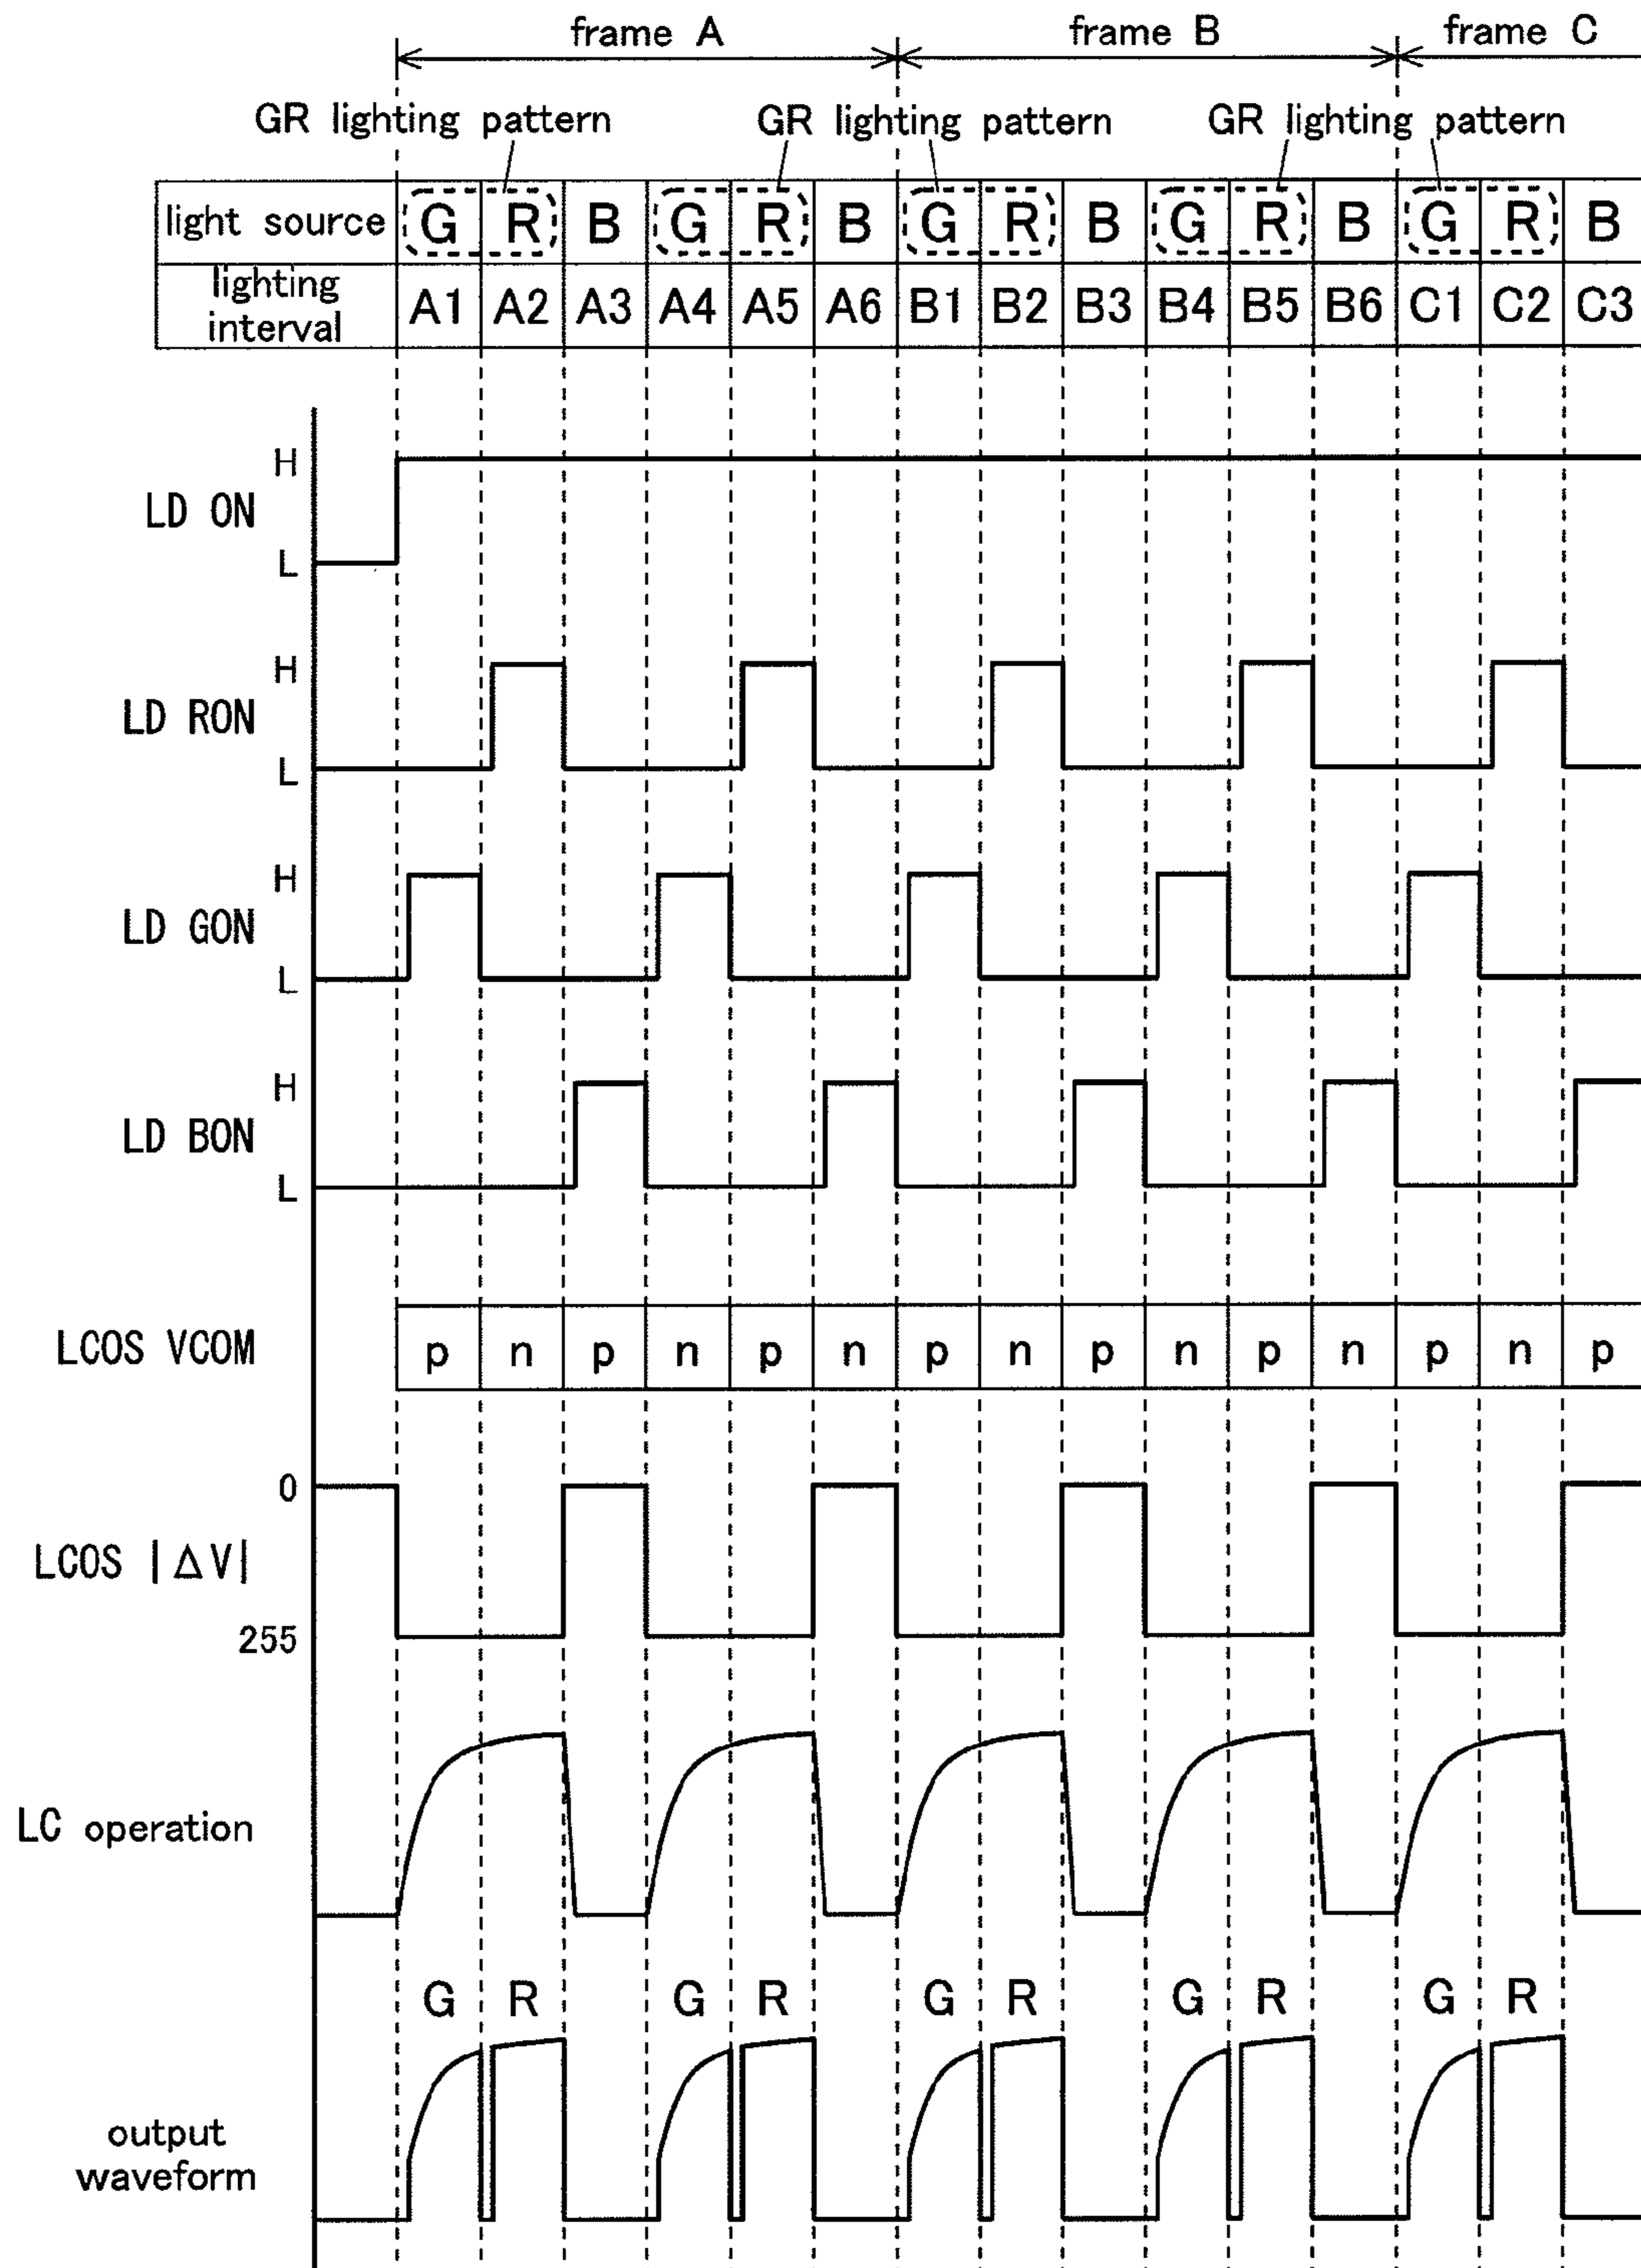 frame A frame B frame C
GR lighting pattern GR lighting pattern GR lighting pattern
light source G R B G R B G R B G R B G R B
lighting interval A1 A2 A3 A4 A5 A6 B1 B2 B3 B4 B5 B6 C1 C2 C3
H
LD ON
L
H
LD RON
L
H
LD GON
L
H
LD BON
L
LCOS VCOM p n p n p n p n p n p n p n p
0
LCOS |ΔV|
255
LC operation
G R G R G R G R G R
output
waveform